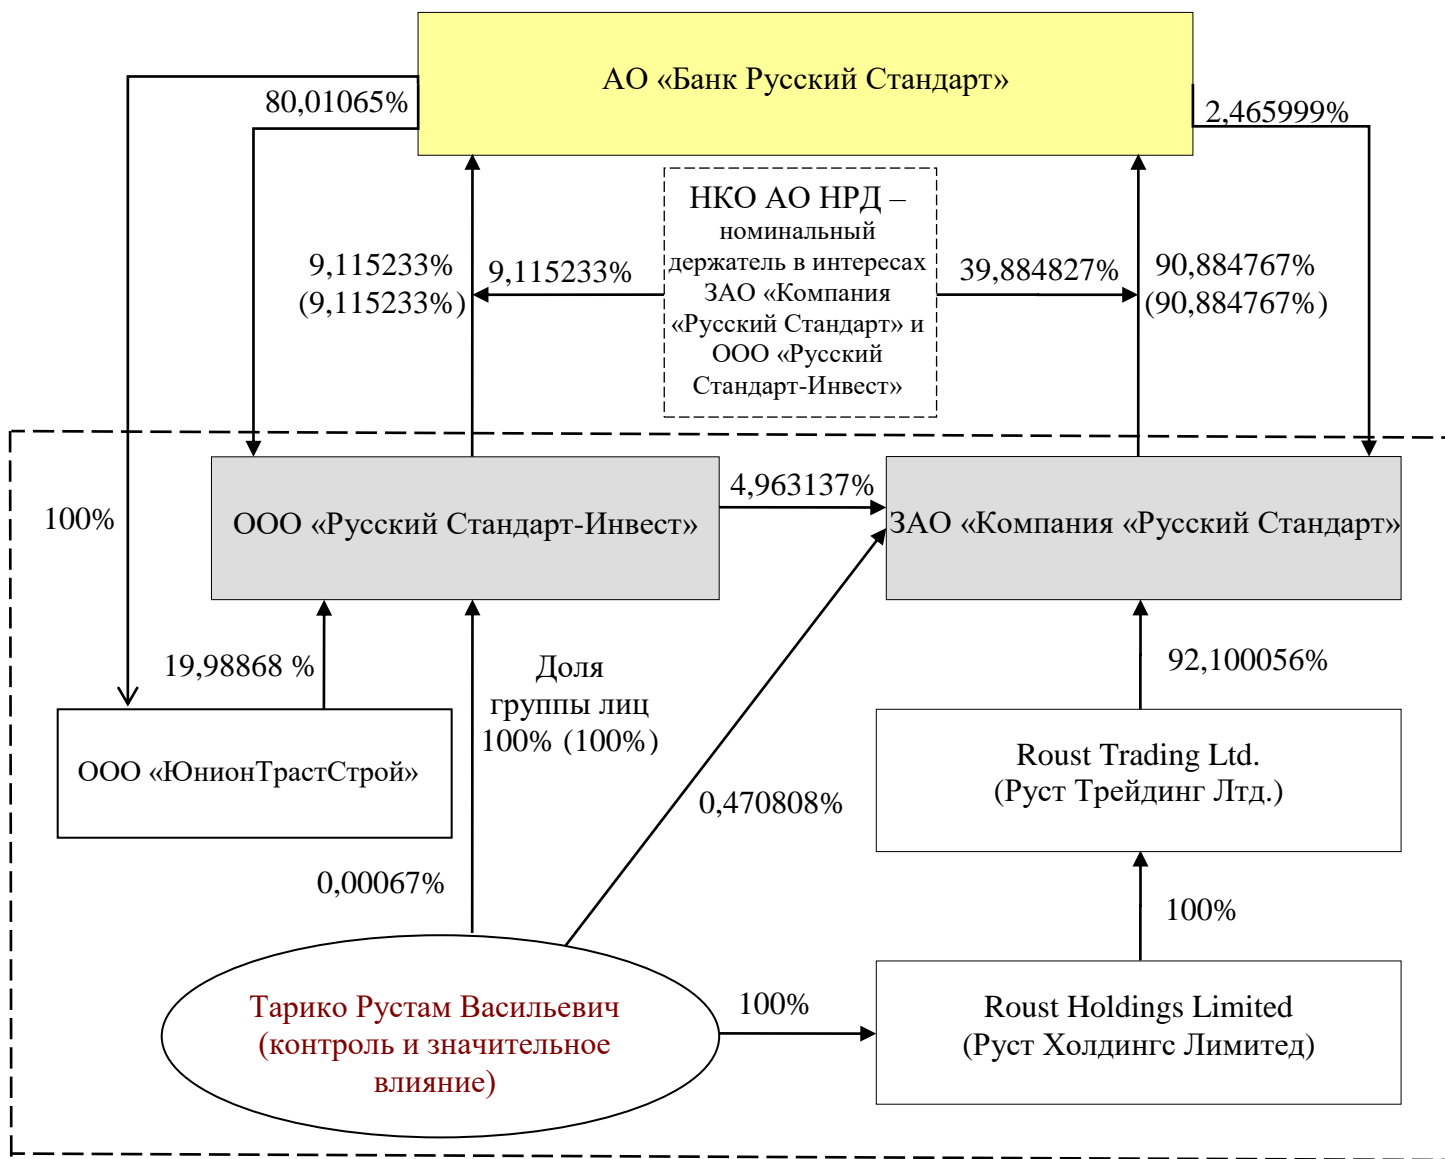 АО «Банк Русский Стандарт»
80,01065%
2,465999%
НКО АО НРД –
номинальный
держатель в интересах
ЗАО «Компания
«Русский Стандарт» и
ООО «Русский
Стандарт-Инвест»
9,115233%
(9,115233%)
9,115233%
39,884827%
90,884767%
(90,884767%)
100%
ООО «Русский Стандарт-Инвест»
4,963137%
ЗАО «Компания «Русский Стандарт»
19,98868 %
Доля
группы лиц
100% (100%)
92,100056%
ООО «ЮнионТрастСтрой»
0,470808%
Roust Trading Ltd.
(Руст Трейдинг Лтд.)
0,00067%
100%
Тарико Рустам Васильевич
(контроль и значительное
влияние)
100%
Roust Holdings Limited
(Руст Холдингс Лимитед)